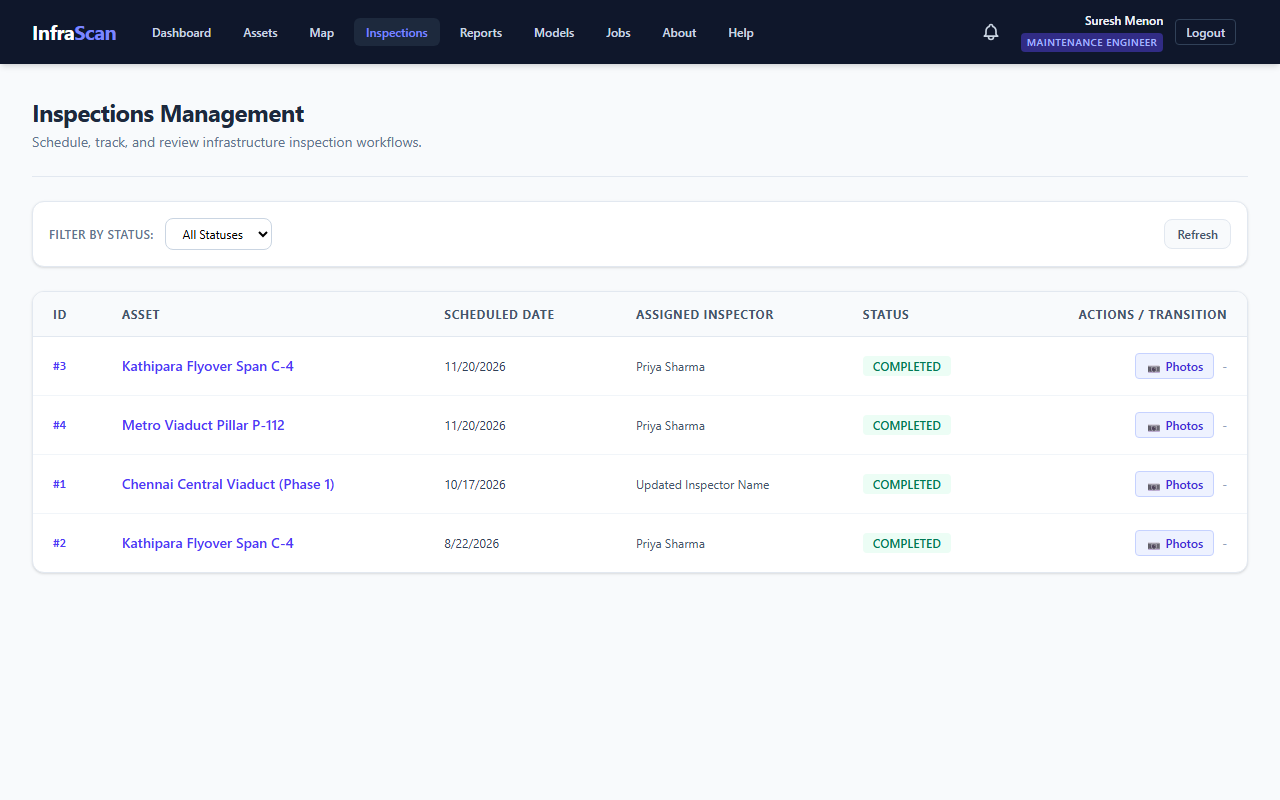 InfraScan Dashboard Assets Map Inspections Reports Models Jobs About Help Suresh Menon Logout
MAINTENANCE ENGINEER
Inspections Management
Schedule, track, and review infrastructure inspection workflows.
FILTER BY STATUS: All Statuses Refresh
ID ASSET SCHEDULED DATE ASSIGNED INSPECTOR STATUS ACTIONS / TRANSITION
#3 Kathipara Flyover Span C-4 11/20/2026 Priya Sharma COMPLETED Photos -
#4 Metro Viaduct Pillar P-112 11/20/2026 Priya Sharma COMPLETED Photos -
#1 Chennai Central Viaduct (Phase 1) 10/17/2026 Updated Inspector Name COMPLETED Photos -
#2 Kathipara Flyover Span C-4 8/22/2026 Priya Sharma COMPLETED Photos -